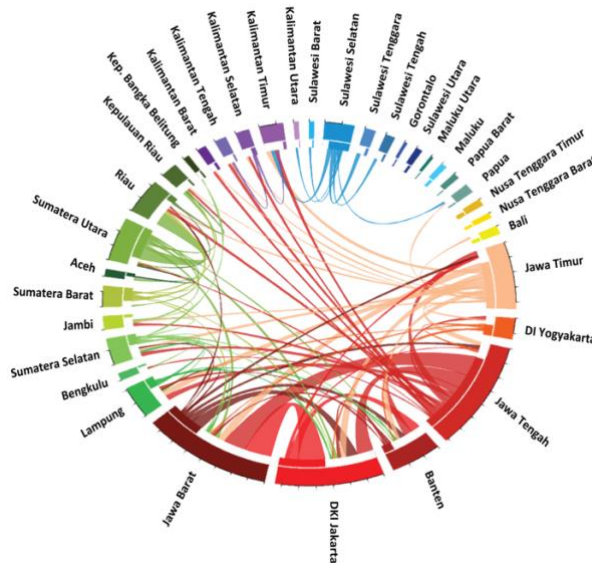 Kalimantan Utara
Sulawesi Barat
Sulawesi Selatan
Sulawesi Tenggara
Sulawesi Tengah
Gorontalo
Sulawesi Utara
Maluku Utara
Maluku
Papua Barat
Papua
Nusa Tenggara Timur
Nusa Tenggara Barat
Bali
Jawa Timur
DI Yogyakarta
Jawa Tengah
Banten
DKI Jakarta
Jawa Barat
Lampung
Bengkulu
Sumatera Selatan
Jambi
Sumatera Barat
Aceh
Sumatera Utara
Riau
Kepulauan Riau
Kep. Bangka Belitung
Kalimantan Barat
Kalimantan Tengah
Kalimantan Selatan
Kalimantan Timur